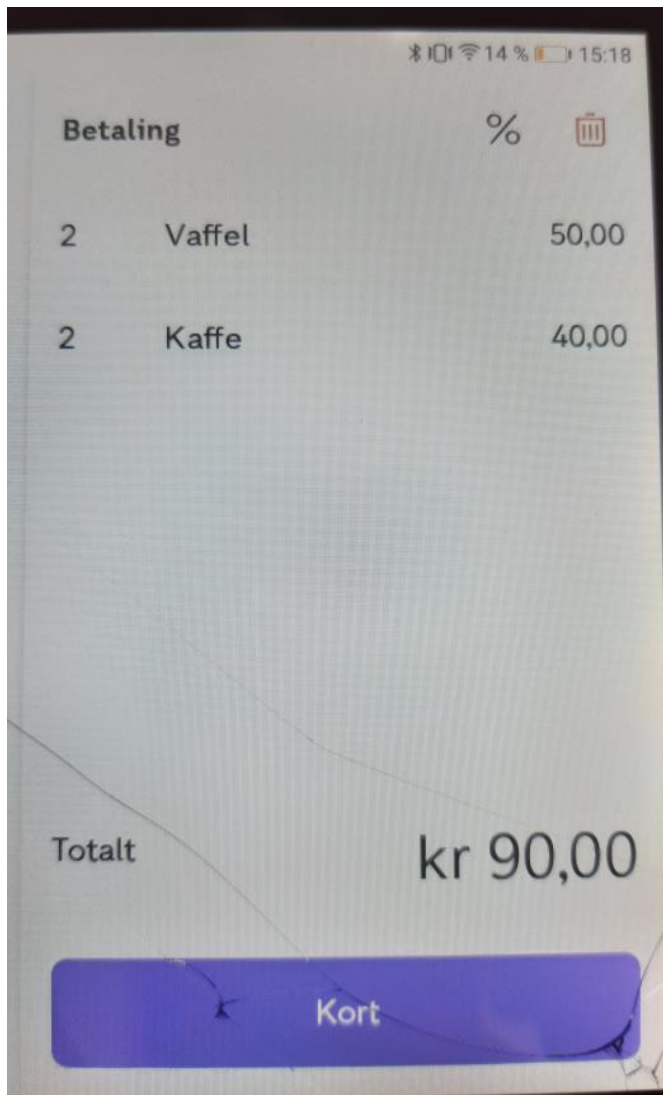 14 % 15:18
Betaling %
2 Vaffel 50,00
2 Kaffe 40,00
Totalt kr 90,00
Kort